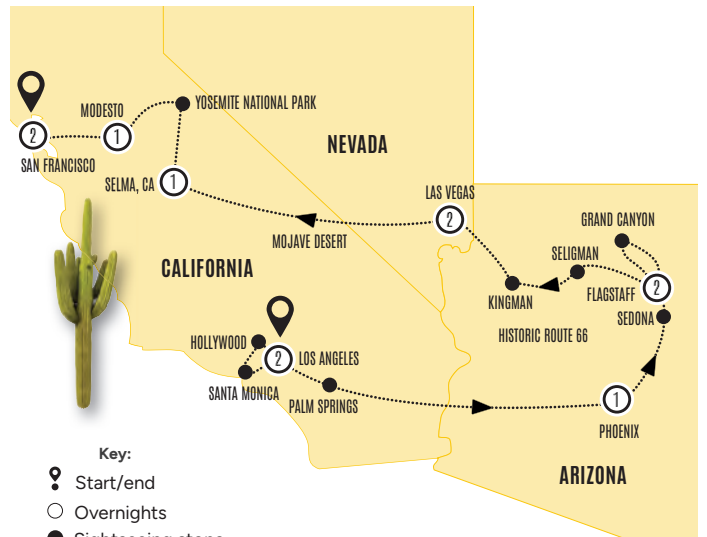 MODESTO
YOSEMITE NATIONAL PARK
2
1
SAN FRANCISCO
NEVADA
SELMA, CA
1
LAS VEGAS
2
MOJAVE DESERT
GRAND CANYON
SELIGMAN
CALIFORNIA
KINGMAN
FLAGSTAFF
2
SEDONA
HISTORIC ROUTE 66
HOLLYWOOD
2
LOS ANGELES
SANTA MONICA
PALM SPRINGS
1
PHOENIX
ARIZONA
Key:
Start/end
Overnights
Sightseeing stops